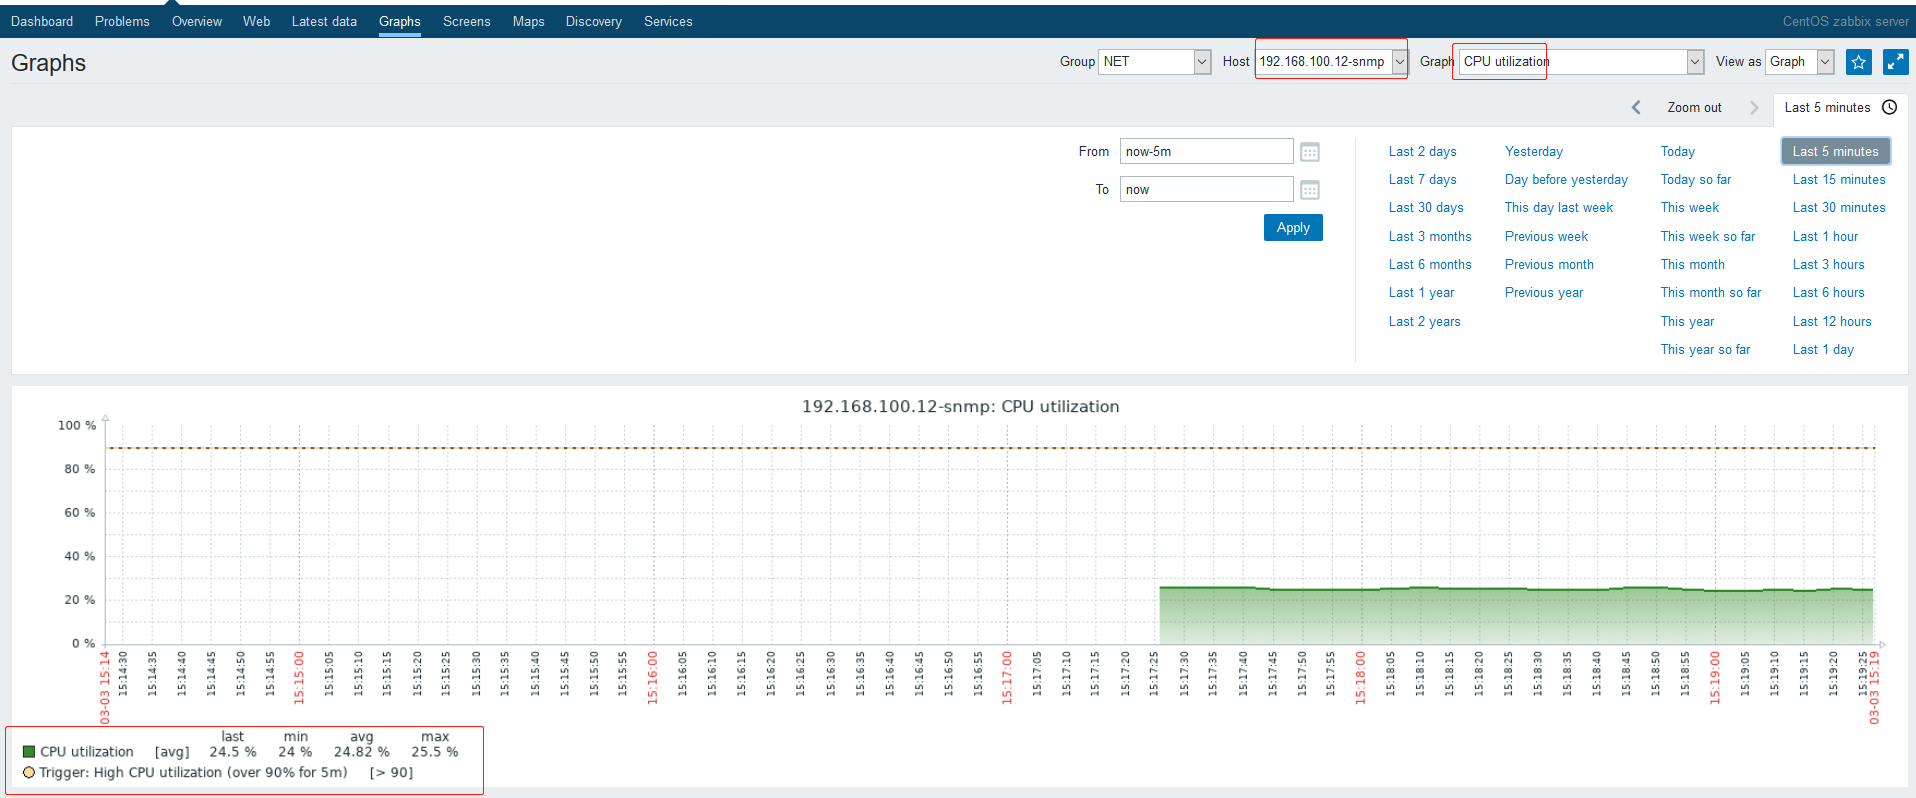 Dashboard Problems Overview Web Latest data Graphs Screens Maps Discovery Services CentOS zabbix server
Graphs Group NET Host 192.168.100.12-snmp Graph CPU utilization View as Graph
Zoom out Last 5 minutes
From now-5m
To now
Apply
Last 2 days Yesterday Today Last 5 minutes
Last 7 days Day before yesterday Today so far Last 15 minutes
Last 30 days This day last week This week Last 30 minutes
Last 3 months Previous week This week so far Last 1 hour
Last 6 months Previous month This month Last 3 hours
Last 1 year Previous year This month so far Last 6 hours
Last 2 years This year Last 12 hours
This year so far Last 1 day
192.168.100.12-snmp: CPU utilization
100 %
80 %
60 %
40 %
20 %
0 %
03-03 15:14 15:14:30 15:14:35 15:14:40 15:14:45 15:14:50 15:14:55 15:15:00 15:15:05 15:15:10 15:15:15 15:15:20 15:15:25 15:15:30 15:15:35 15:15:40 15:15:45 15:15:50 15:15:55 15:16:00 15:16:05 15:16:10 15:16:15 15:16:20 15:16:25 15:16:30 15:16:35 15:16:40 15:16:45 15:16:50 15:16:55 15:17:00 15:17:05 15:17:10 15:17:15 15:17:20 15:17:25 15:17:30 15:17:35 15:17:40 15:17:45 15:17:50 15:17:55 15:18:00 15:18:05 15:18:10 15:18:15 15:18:20 15:18:25 15:18:30 15:18:35 15:18:40 15:18:45 15:18:50 15:18:55 15:19:00 15:19:05 15:19:10 15:19:15 15:19:20 15:19:25 03-03 15:19
last min avg max
CPU utilization [avg] 24.5 % 24 % 24.82 % 25.5 %
Trigger: High CPU utilization (over 90% for 5m) [> 90]